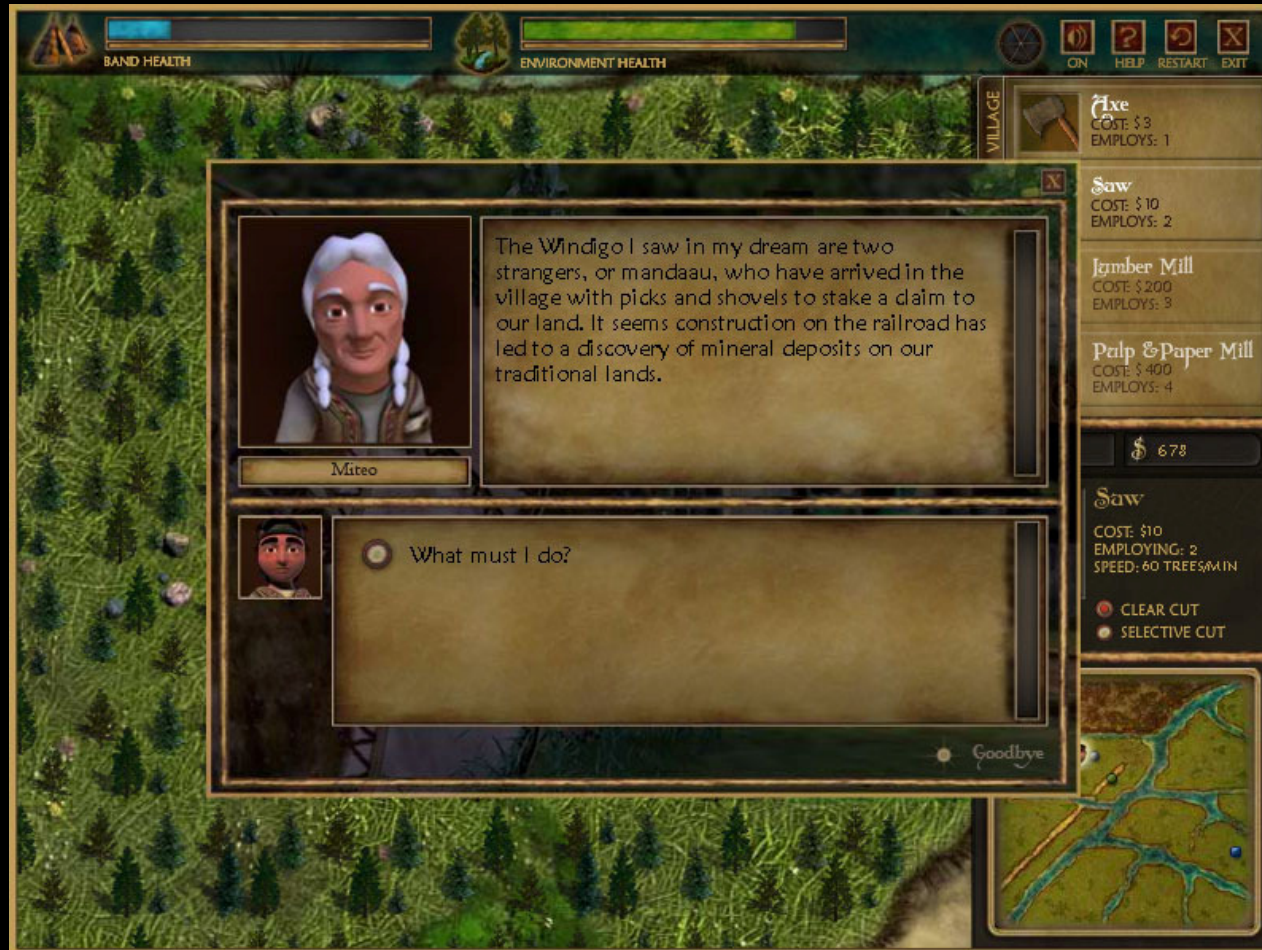 BAND HEALTH
ENVIRONMENT HEALTH
ON
HELP
RESTART
EXIT
VILLAGE
Axe
COST: $3
EMPLOYS: 1
Saw
COST: $10
EMPLOYS: 2
Lumber Mill
COST: $200
EMPLOYS: 3
Pulp & Paper Mill
COST: $400
EMPLOYS: 4
$ 678
Saw
COST: $10
EMPLOYING: 2
SPEED: 60 TREES/MIN
CLEAR CUT
SELECTIVE CUT
X
The Windigo I saw in my dream are two
strangers, or mandaau, who have arrived in the
village with picks and shovels to stake a claim to
our land. It seems construction on the railroad has
led to a discovery of mineral deposits on our
traditional lands.
Miteo
What must I do?
Goodbye